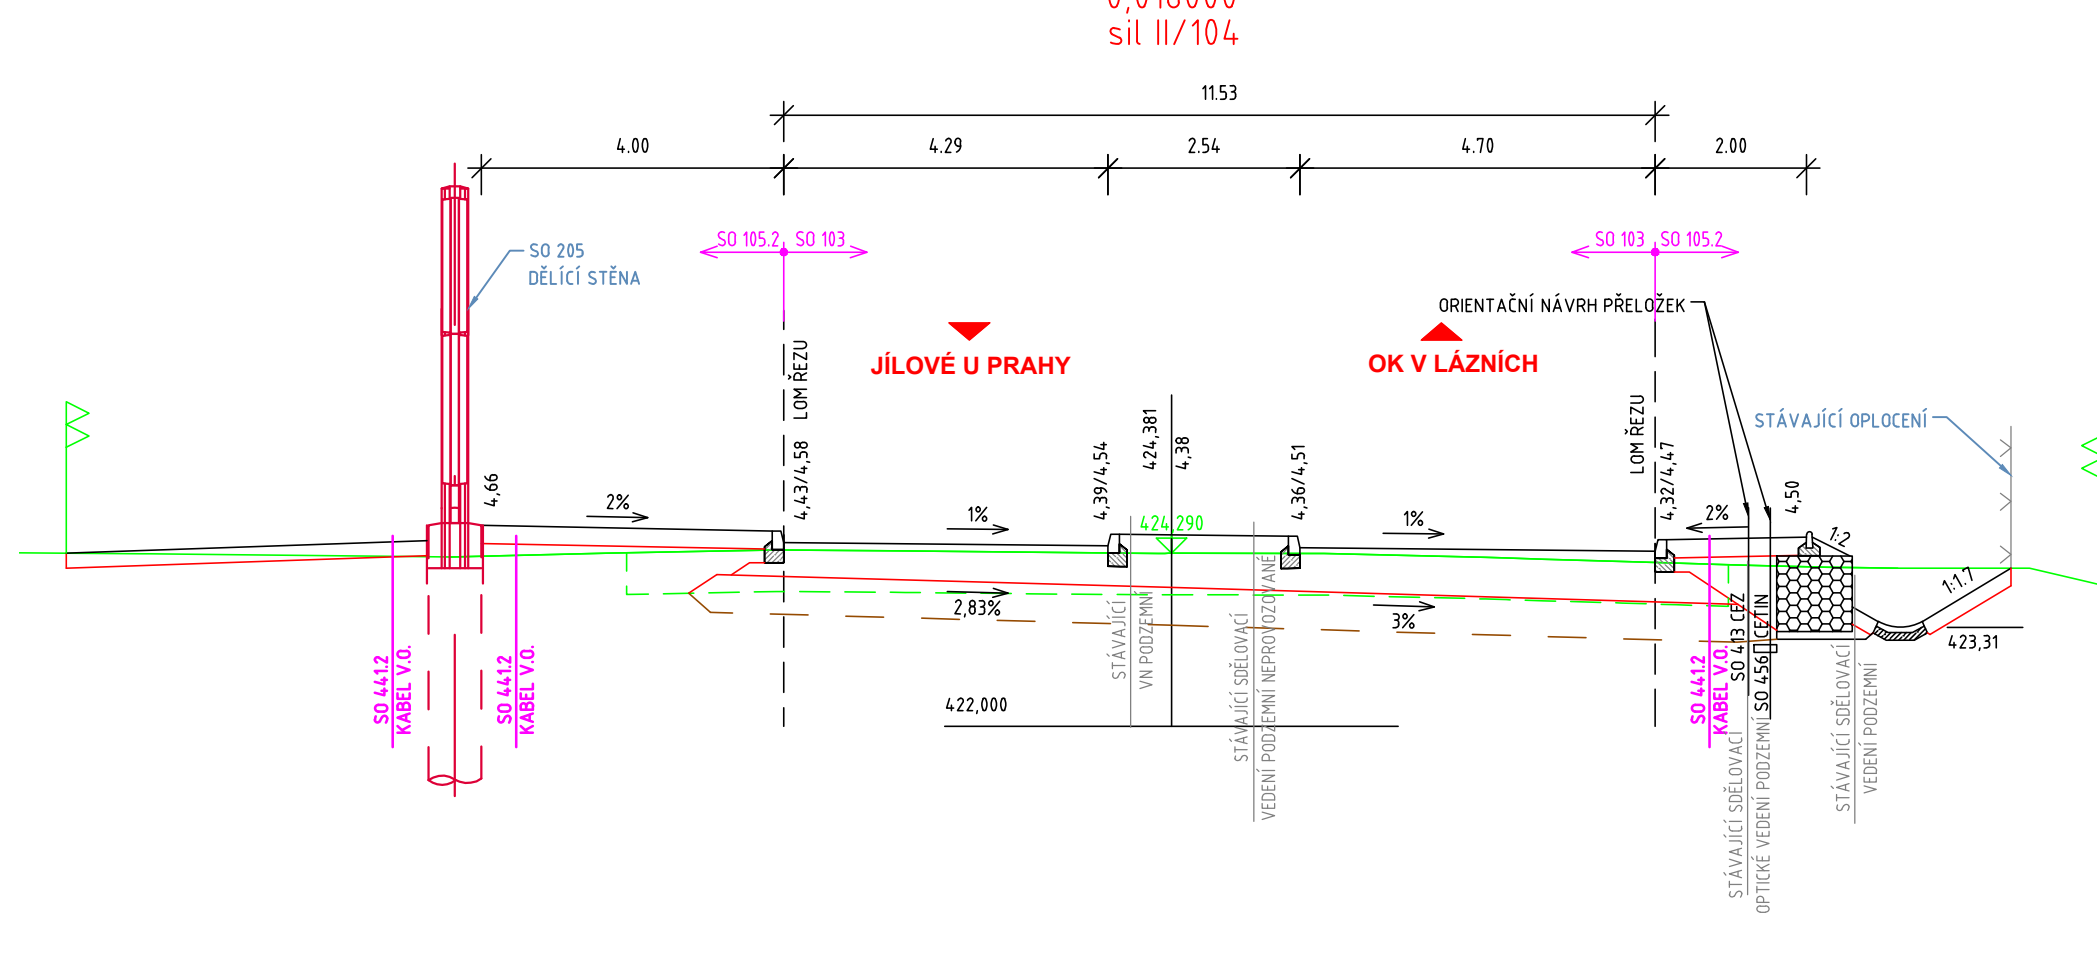 sil II/104
11.53
4.00
4.29
2.54
4.70
2.00
SO 105.2
SO 103
SO 103
SO 105.2
SO 205
DĚLÍCÍ STĚNA
ORIENTAČNÍ NÁVRH PŘELOŽEK
JÍLOVÉ U PRAHY
OK V LÁZNÍCH
STÁVAJÍCÍ OPLOCENÍ
LOM ŘEZU
LOM ŘEZU
4,66
4,43/4,58
4,39/4,54
424,381
4,38
4,36/4,51
4,32/4,47
4,50
2%
1%
424,290
1%
2%
1:2
1:1.7
2,83%
3%
423,31
422,000
SO 441.2
KABEL V.O.
SO 441.2
KABEL V.O.
STÁVAJÍCÍ
VN PODZEMNÍ
STÁVAJÍCÍ SDĚLOVACÍ
VEDENÍ PODZEMNÍ NEPROVOZOVANÉ
SO 441.2
KABEL V.O.
SO 413 ČEZ
SO 456 CETIN
STÁVAJÍCÍ SDĚLOVACÍ
OPTICKÉ VEDENÍ PODZEMNÍ
STÁVAJÍCÍ SDĚLOVACÍ
VEDENÍ PODZEMNÍ